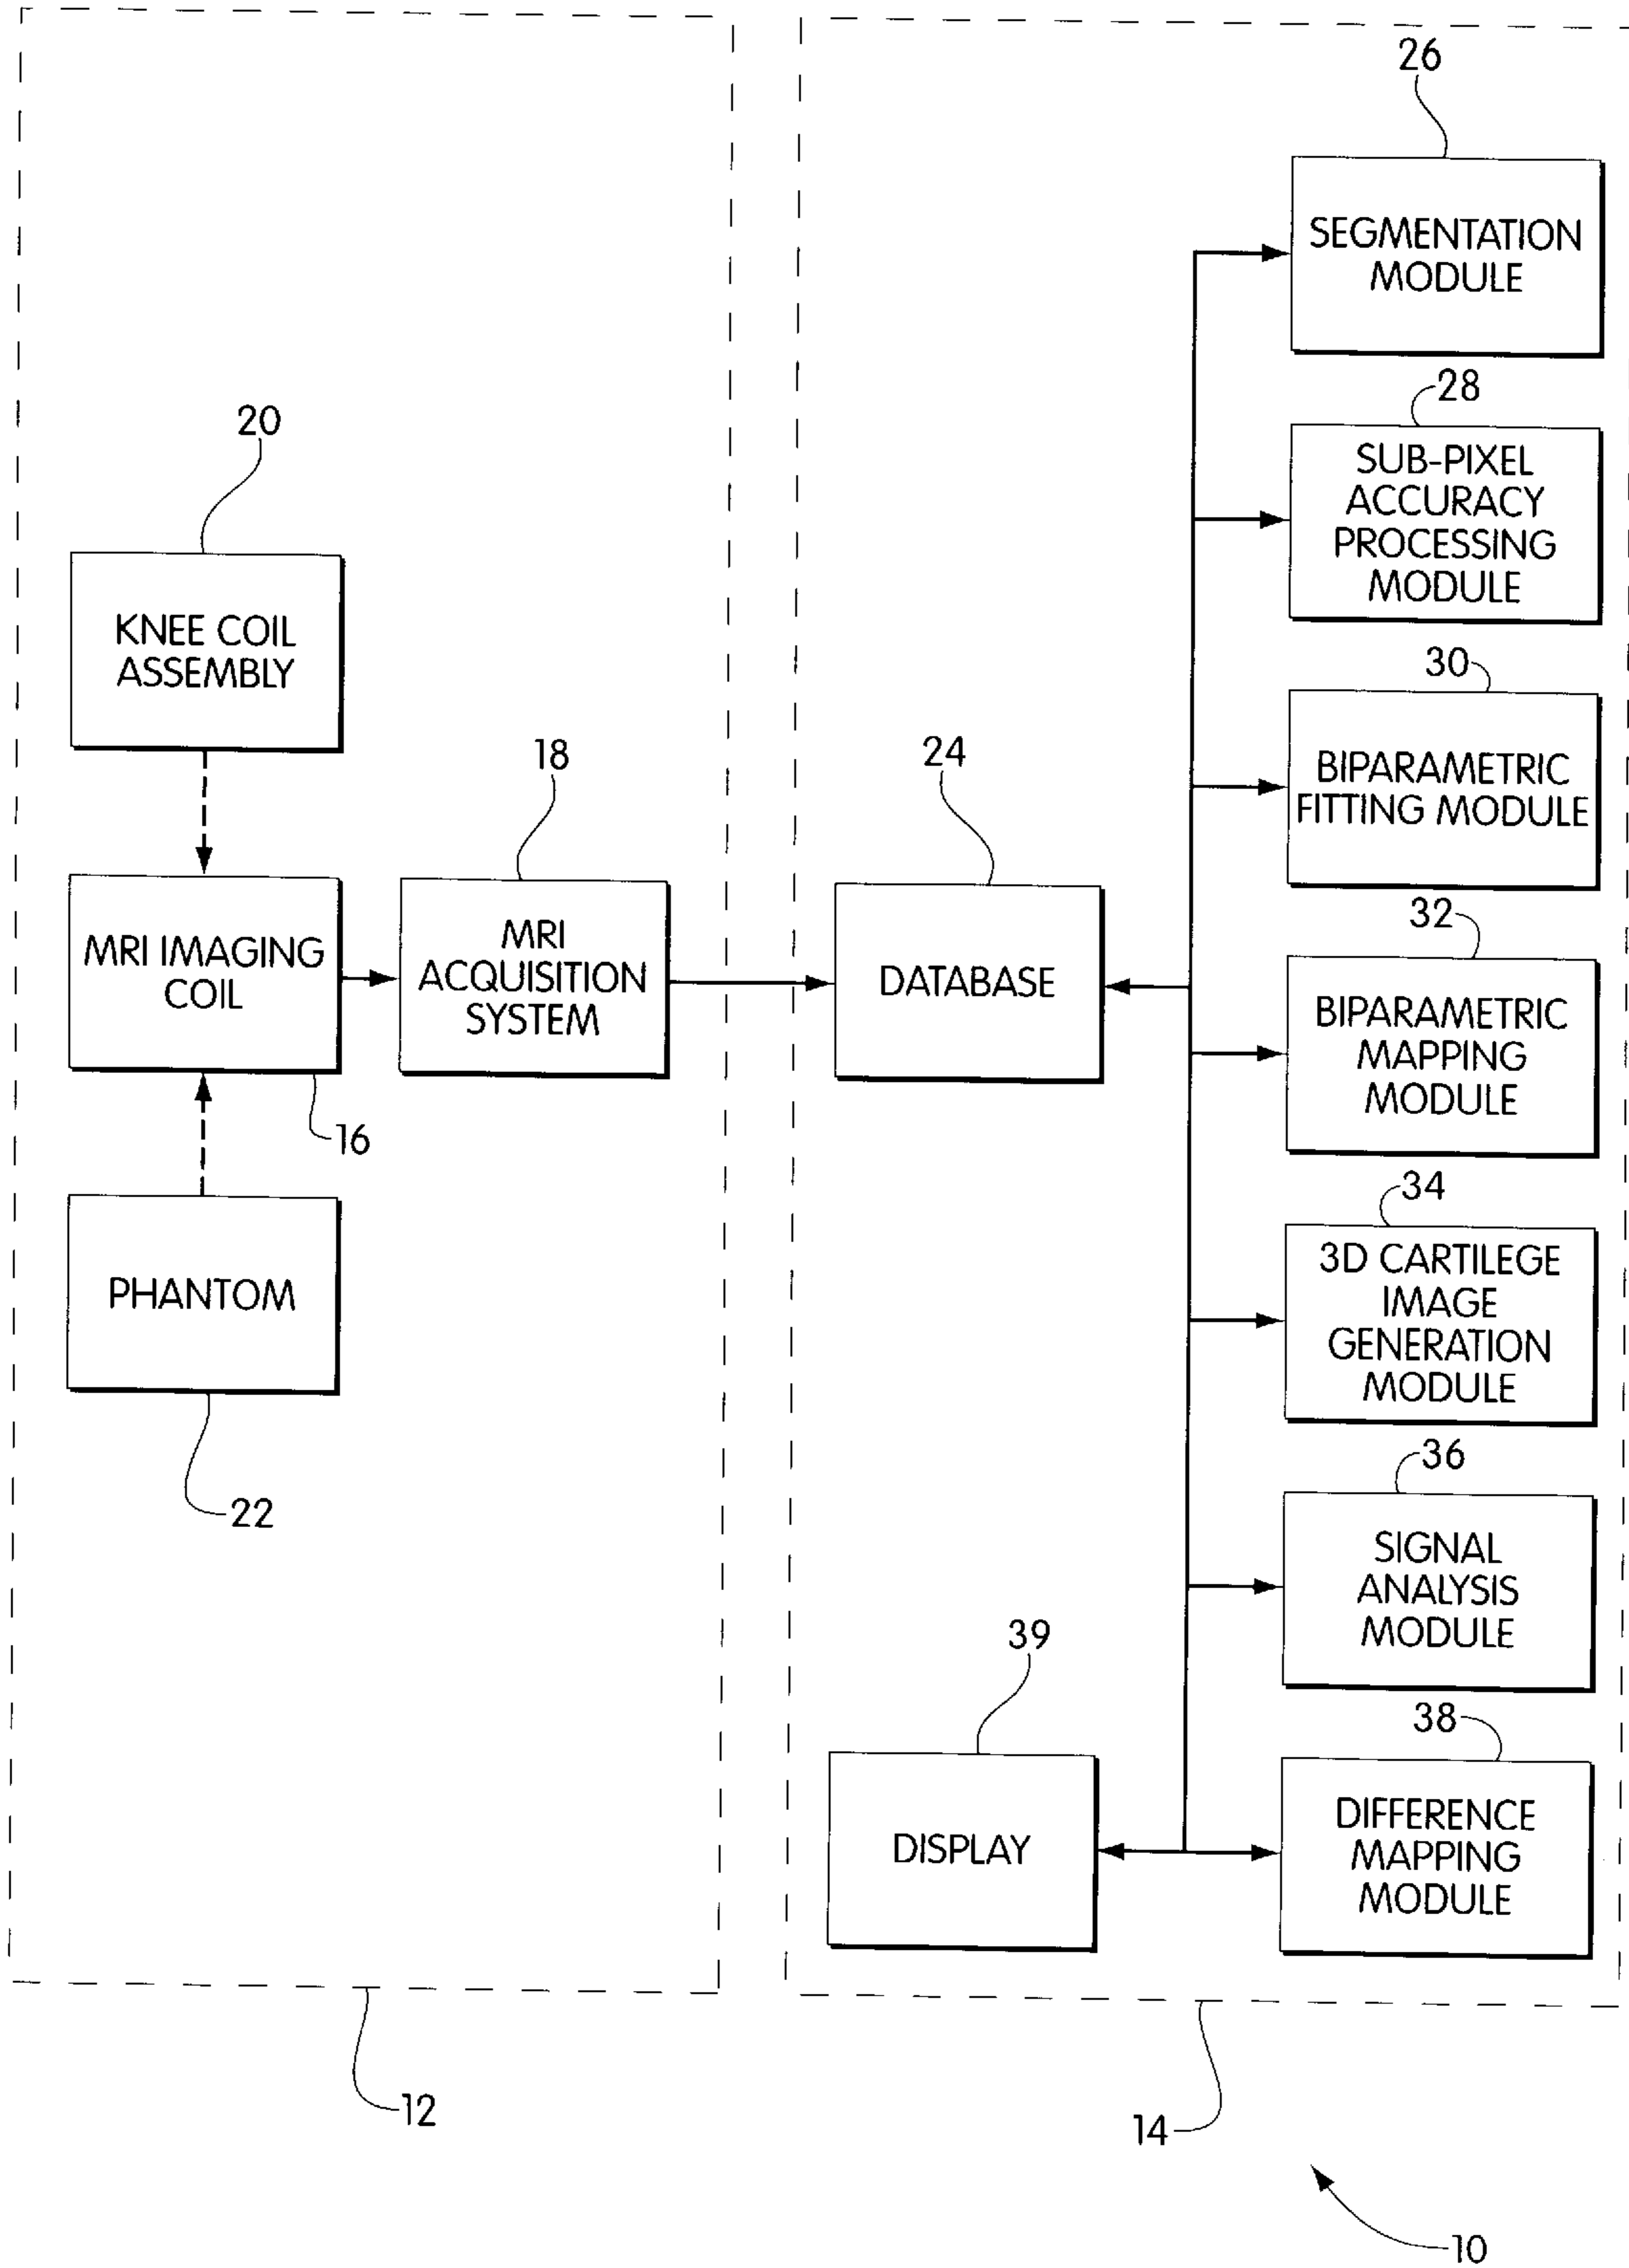 26
SEGMENTATION
MODULE
28
SUB-PIXEL
ACCURACY
PROCESSING
MODULE
20
KNEE COIL
ASSEMBLY
30
BIPARAMETRIC
FITTING MODULE
18
24
MRI IMAGING
COIL
MRI
ACQUISITION
SYSTEM
DATABASE
32
BIPARAMETRIC
MAPPING
MODULE
16
34
3D CARTILEGE
IMAGE
GENERATION
MODULE
PHANTOM
22
36
SIGNAL
ANALYSIS
MODULE
39
38
DISPLAY
DIFFERENCE
MAPPING
MODULE
12
14
10